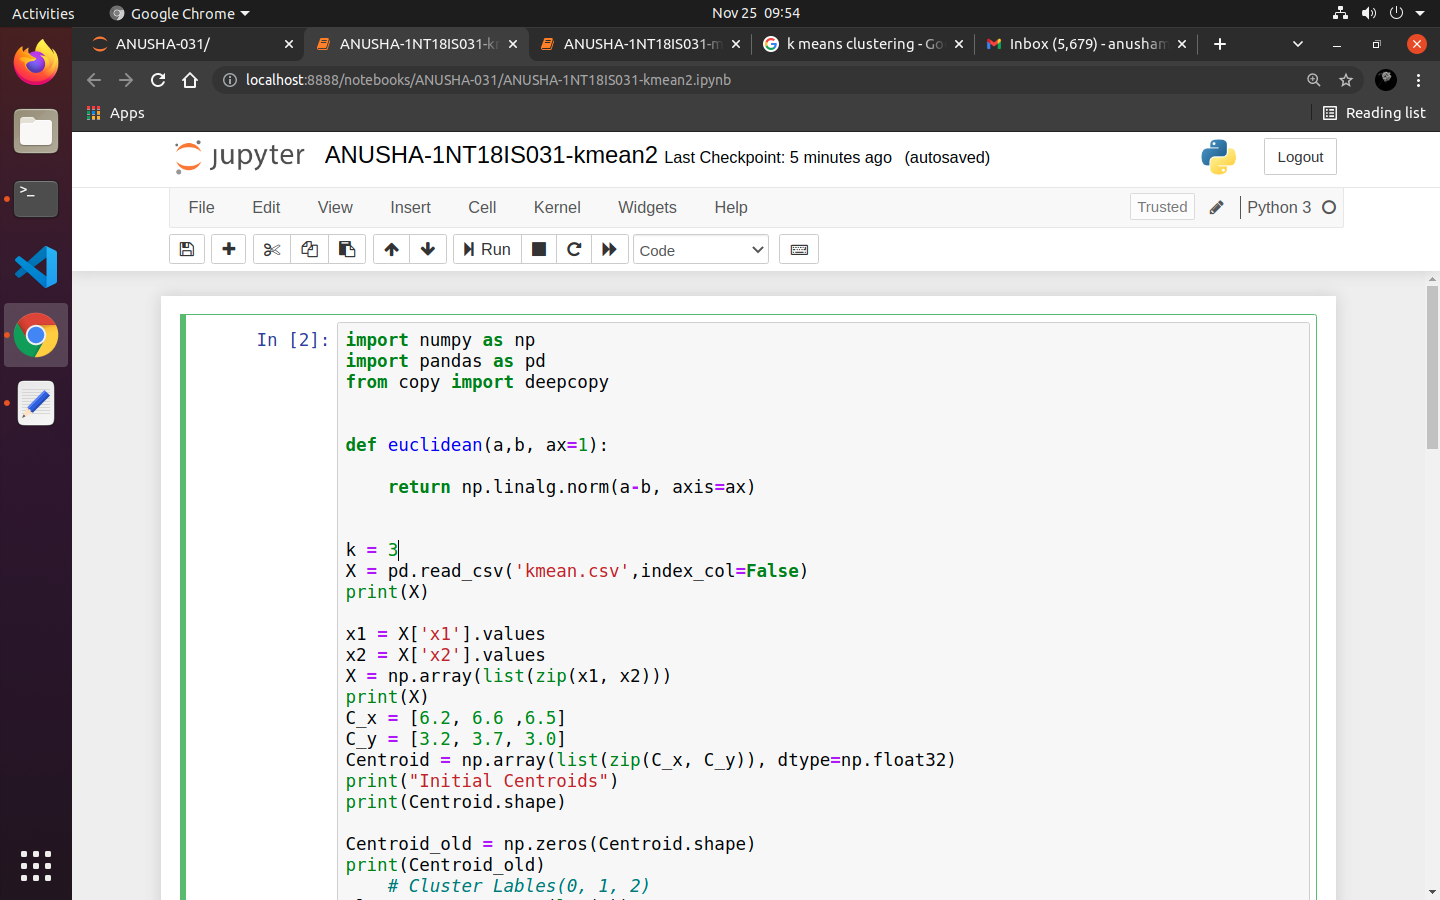 Activities
Google Chrome
Nov 25 09:54
ANUSHA-031/
ANUSHA-1NT18IS031-k
ANUSHA-1NT18IS031-
k means clustering - Go
Inbox (5,679) - anusham
localhost:8888/notebooks/ANUSHA-031/ANUSHA-1NT18IS031-kmean2.ipynb
Apps
Reading list
jupyter
ANUSHA-1NT18IS031-kmean2 Last Checkpoint: 5 minutes ago (autosaved)
Logout
File Edit View Insert Cell Kernel Widgets Help
Trusted
Python 3
Run
Code
In [2]:
import numpy as np
import pandas as pd
from copy import deepcopy
def euclidean(a,b, ax=1):
    return np.linalg.norm(a-b, axis=ax)
k = 3
X = pd.read_csv('kmean.csv',index_col=False)
print(X)
x1 = X['x1'].values
x2 = X['x2'].values
X = np.array(list(zip(x1, x2)))
print(X)
C_x = [6.2, 6.6 ,6.5]
C_y = [3.2, 3.7, 3.0]
Centroid = np.array(list(zip(C_x, C_y)), dtype=np.float32)
print("Initial Centroids")
print(Centroid.shape)
Centroid_old = np.zeros(Centroid.shape)
print(Centroid_old)
    # Cluster Lables(0, 1, 2)